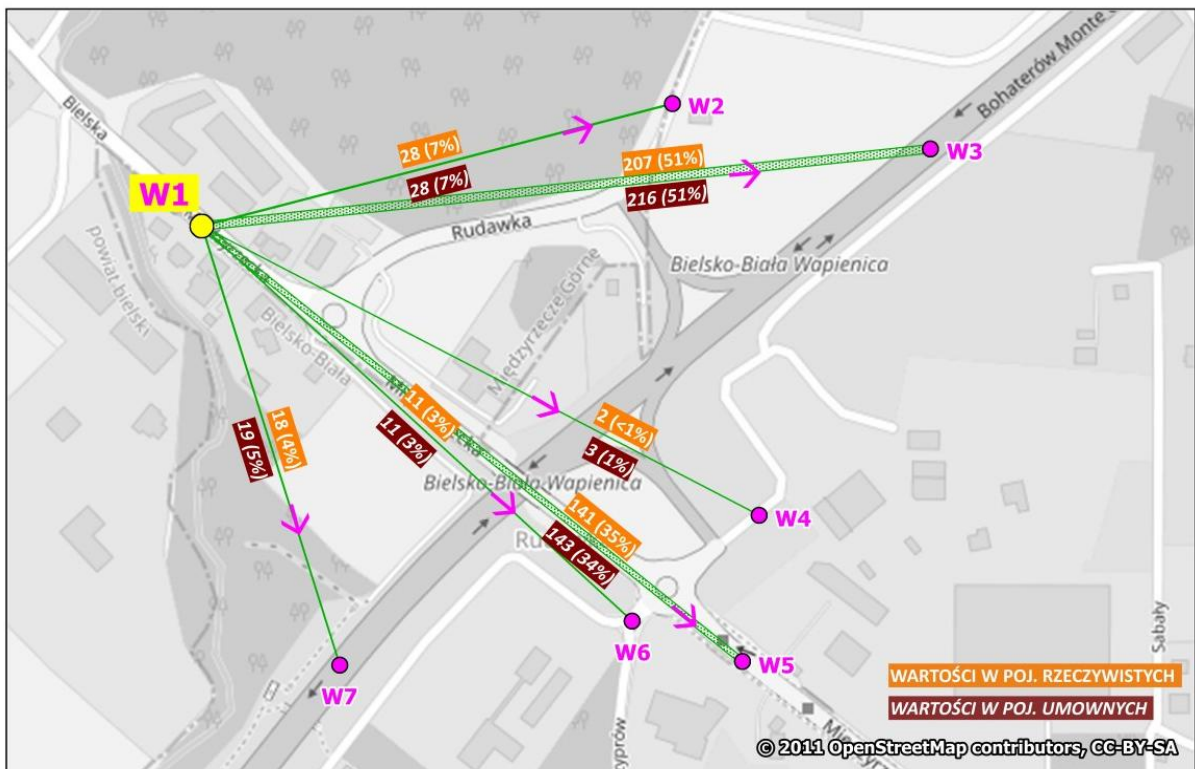 Bohaterów Monte
Bielska
W2
28 (7%)
W3
207 (51%)
W1
28 (7%)
216 (51%)
Rudawka
Bielsko-Biała Wapienica
powiat bielski
Międzyrzecze Górne
Bielsko-Biała
11 (3%)
2 (<1%)
18 (4%)
19 (5%)
11 (3%)
3 (1%)
Bielsko-Biała Wapienica
141 (35%)
W4
143 (34%)
Sabały
W6
W5
W7
WARTOŚCI W POJ. RZECZYWISTYCH
WARTOŚCI W POJ. UMOWNYCH
© 2011 OpenStreetMap contributors, CC-BY-SA